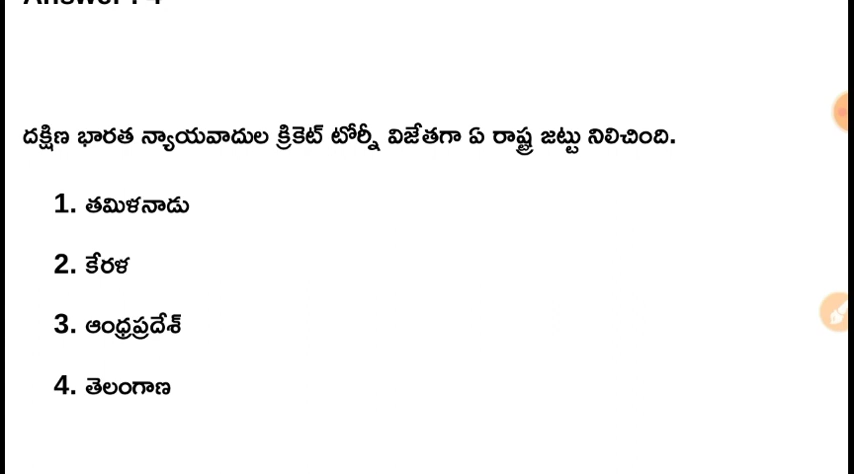 దక్షిణ భారత న్యాయవాదుల క్రికెట్ టోర్నీ విజేతగా ఏ రాష్ట్ర జట్టు నిలిచింది.
1. తమిళనాడు
2. కేరళ
3. ఆంధ్రప్రదేశ్
4. తెలంగాణ